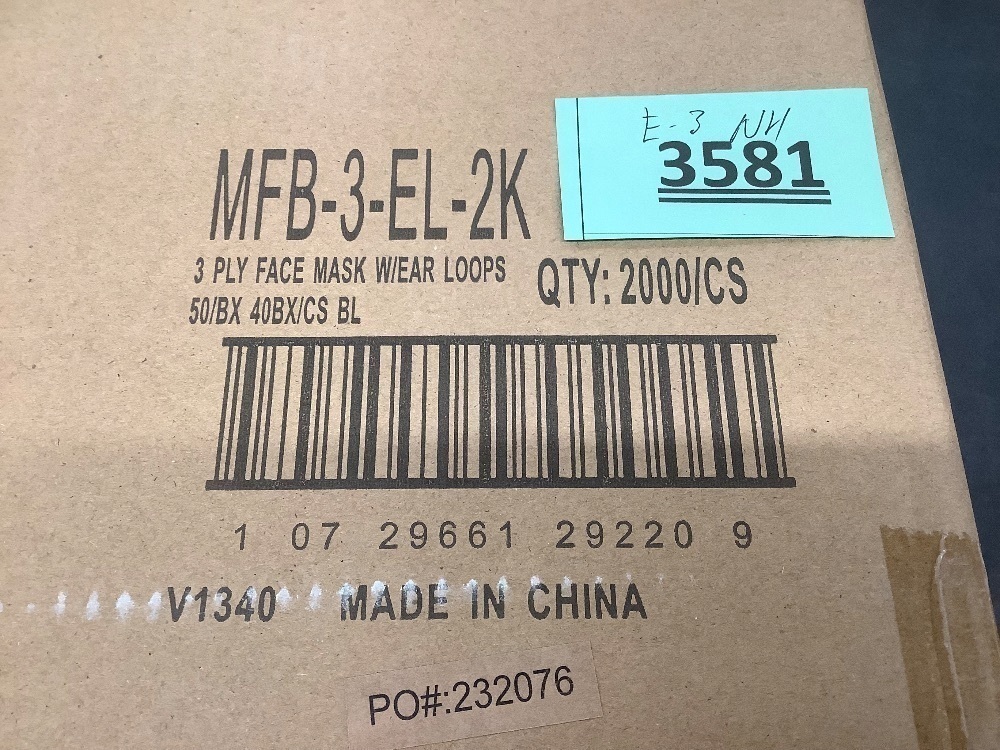 E-3 NH
3581
MFB-3-EL-2K
3 PLY FACE MASK W/EAR LOOPS
50/BX 40BX/CS BL
QTY: 2000/CS
1 07 29661 29220 9
V1340 MADE IN CHINA
PO#:232076